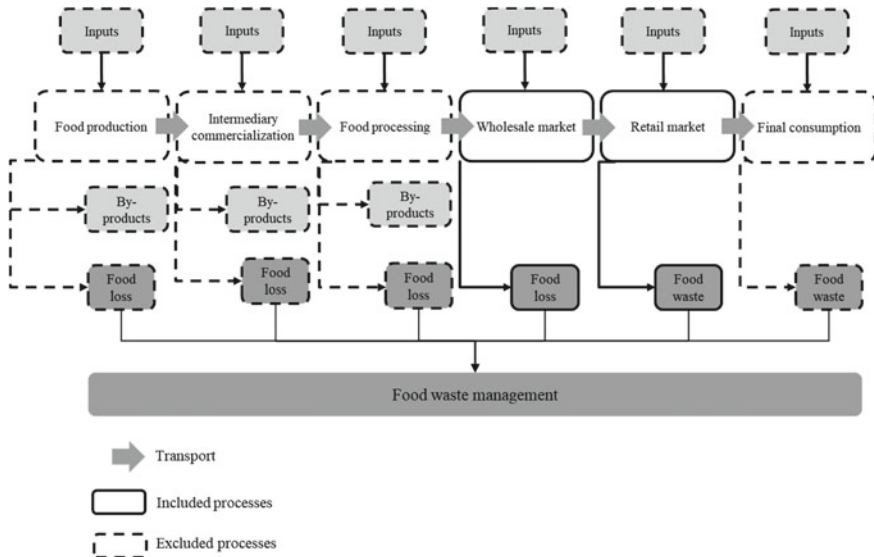 Inputs
Inputs
Inputs
Inputs
Inputs
Inputs
Food production
Intermediary
commercialization
Food processing
Wholesale market
Retail market
Final consumption
By-
products
By-
products
By-
products
Food
loss
Food
loss
Food
loss
Food
loss
Food
waste
Food
waste
Food waste management
Transport
Included processes
Excluded processes